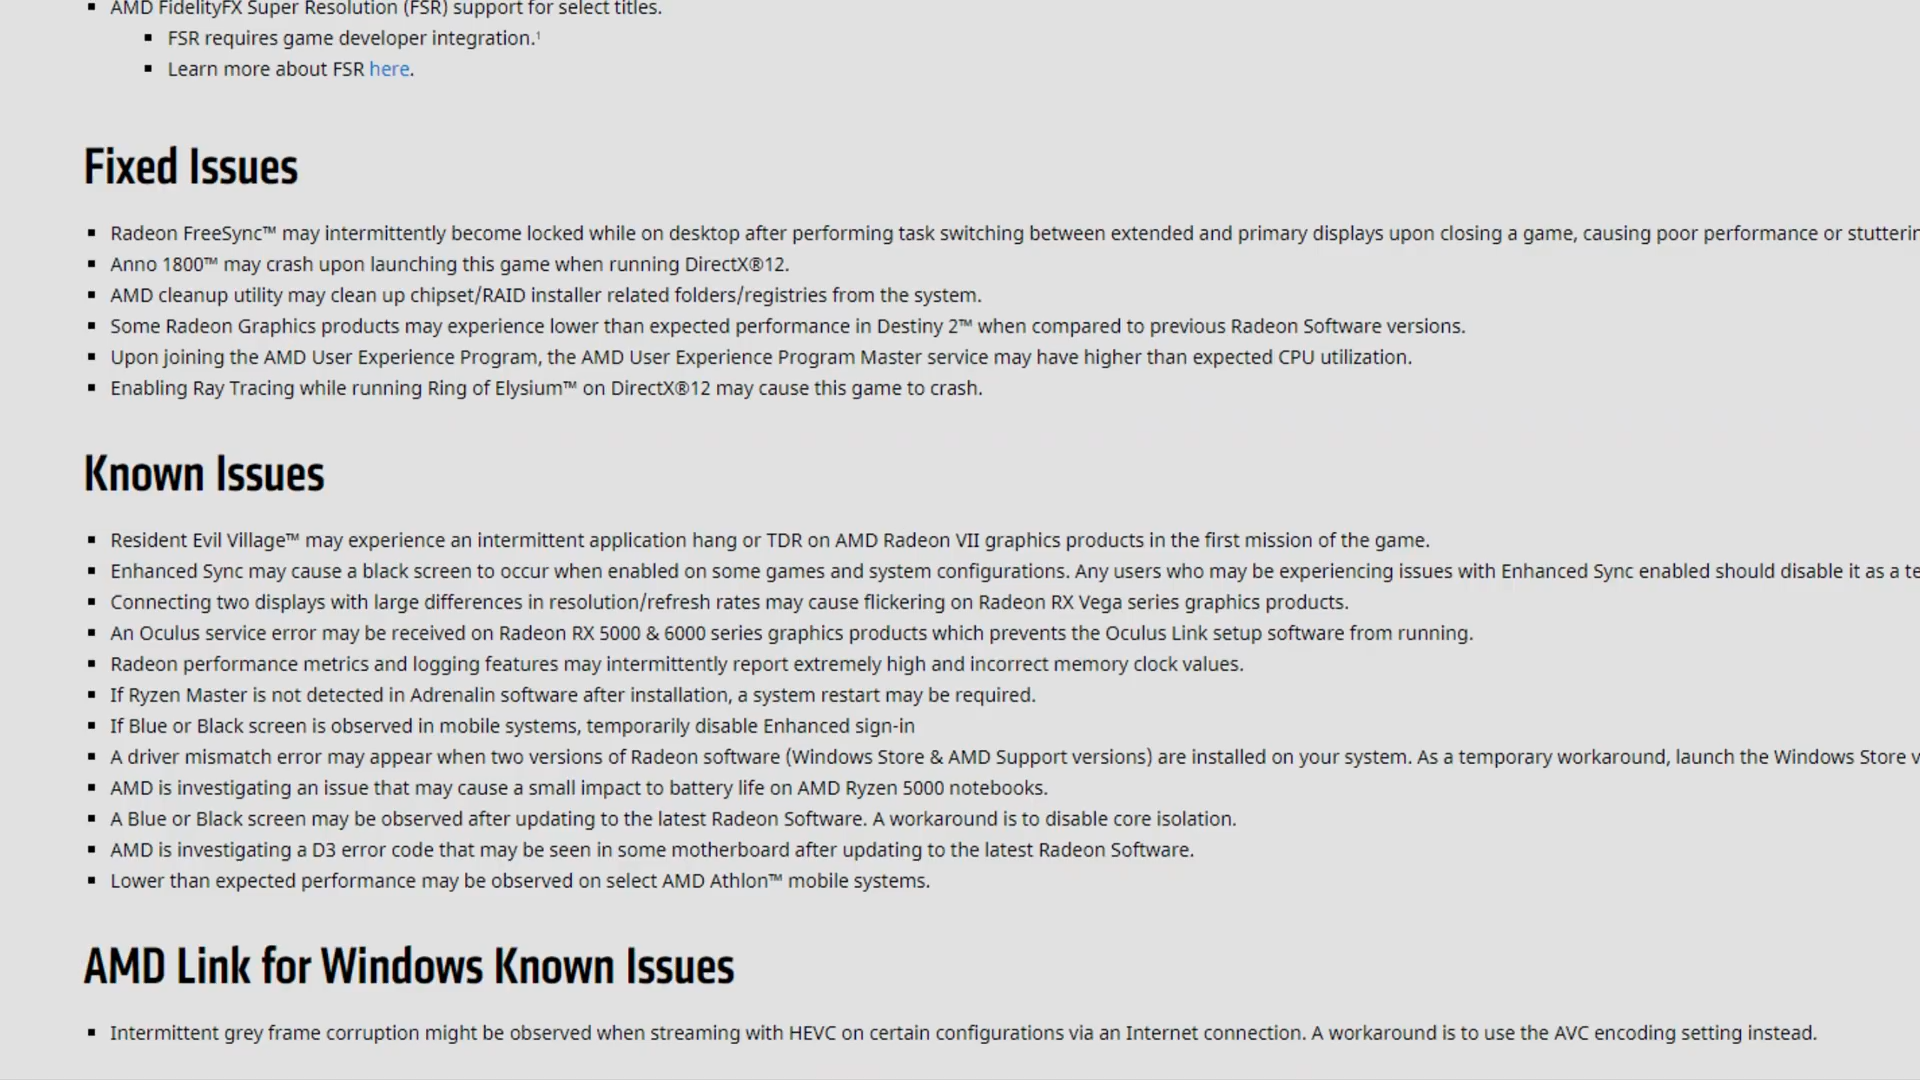 AMD FidelityFX Super Resolution (FSR) support for select titles.
FSR requires game developer integration.¹
Learn more about FSR here.
Fixed Issues
Radeon FreeSync™ may intermittently become locked while on desktop after performing task switching between extended and primary displays upon closing a game, causing poor performance or
Anno 1800™ may crash upon launching this game when running DirectX®12.
AMD cleanup utility may clean up chipset/RAID installer related folders/registries from the system.
Some Radeon Graphics products may experience lower than expected performance in Destiny 2™ when compared to previous Radeon Software versions.
Upon joining the AMD User Experience Program, the AMD User Experience Program Master service may have higher than expected CPU utilization.
Enabling Ray Tracing while running Ring of Elysium™ on DirectX®12 may cause this game to crash.
Known Issues
Resident Evil Village™ may experience an intermittent application hang or TDR on AMD Radeon VII graphics products in the first mission of the game.
Enhanced Sync may cause a black screen to occur when enabled on some games and system configurations. Any users who may be experiencing issues with Enhanced Sync enabled should disable it as a
Connecting two displays with large differences in resolution/refresh rates may cause flickering on Radeon RX Vega series graphics products.
An Oculus service error may be received on Radeon RX 5000 & 6000 series graphics products which prevents the Oculus Link setup software from running.
Radeon performance metrics and logging features may intermittently report extremely high and incorrect memory clock values.
If Ryzen Master is not detected in Adrenalin software after installation, a system restart may be required.
If Blue or Black screen is observed in mobile systems, temporarily disable Enhanced sign-in
A driver mismatch error may appear when two versions of Radeon software (Windows Store & AMD Support versions) are installed on your system. As a temporary workaround, launch the Windows Store
AMD is investigating an issue that may cause a small impact to battery life on AMD Ryzen 5000 notebooks.
A Blue or Black screen may be observed after updating to the latest Radeon Software. A workaround is to disable core isolation.
AMD is investigating a D3 error code that may be seen in some motherboard after updating to the latest Radeon Software.
Lower than expected performance may be observed on select AMD Athlon™ mobile systems.
AMD Link for Windows Known Issues
Intermittent grey frame corruption might be observed when streaming with HEVC on certain configurations via an Internet connection. A workaround is to use the AVC encoding setting instead.